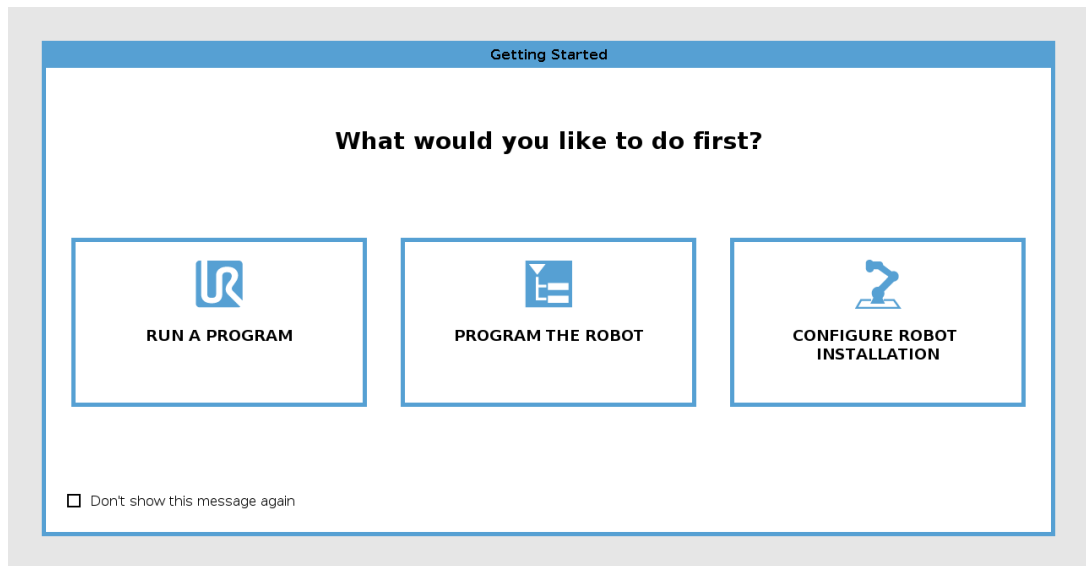 Getting Started
What would you like to do first?
RUN A PROGRAM
PROGRAM THE ROBOT
CONFIGURE ROBOT
INSTALLATION
Don't show this message again